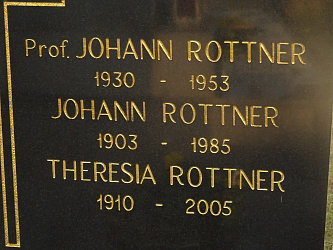 Prof. JOHANN ROTTNER
1930 - 1953
JOHANN ROTTNER
1903 - 1985
THERESIA ROTTNER
1910 - 2005